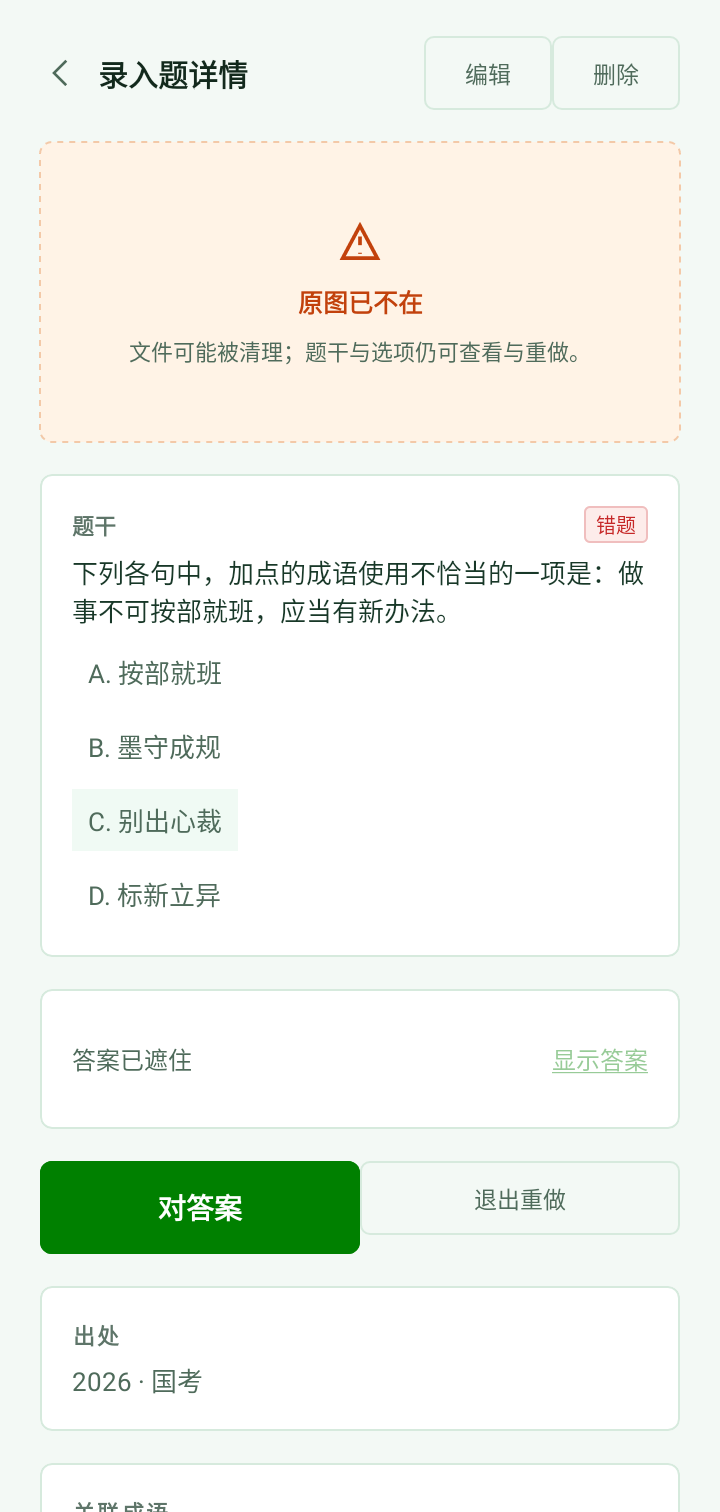 录入题详情
编辑
删除
原图已不在
文件可能被清理；题干与选项仍可查看与重做。
题干
错题
下列各句中，加点的成语使用不恰当的一项是：做
事不可按部就班，应当有新办法。
A. 按部就班
B. 墨守成规
C. 别出心裁
D. 标新立异
答案已遮住
显示答案
对答案
退出重做
出处
2026 · 国考
关联成语